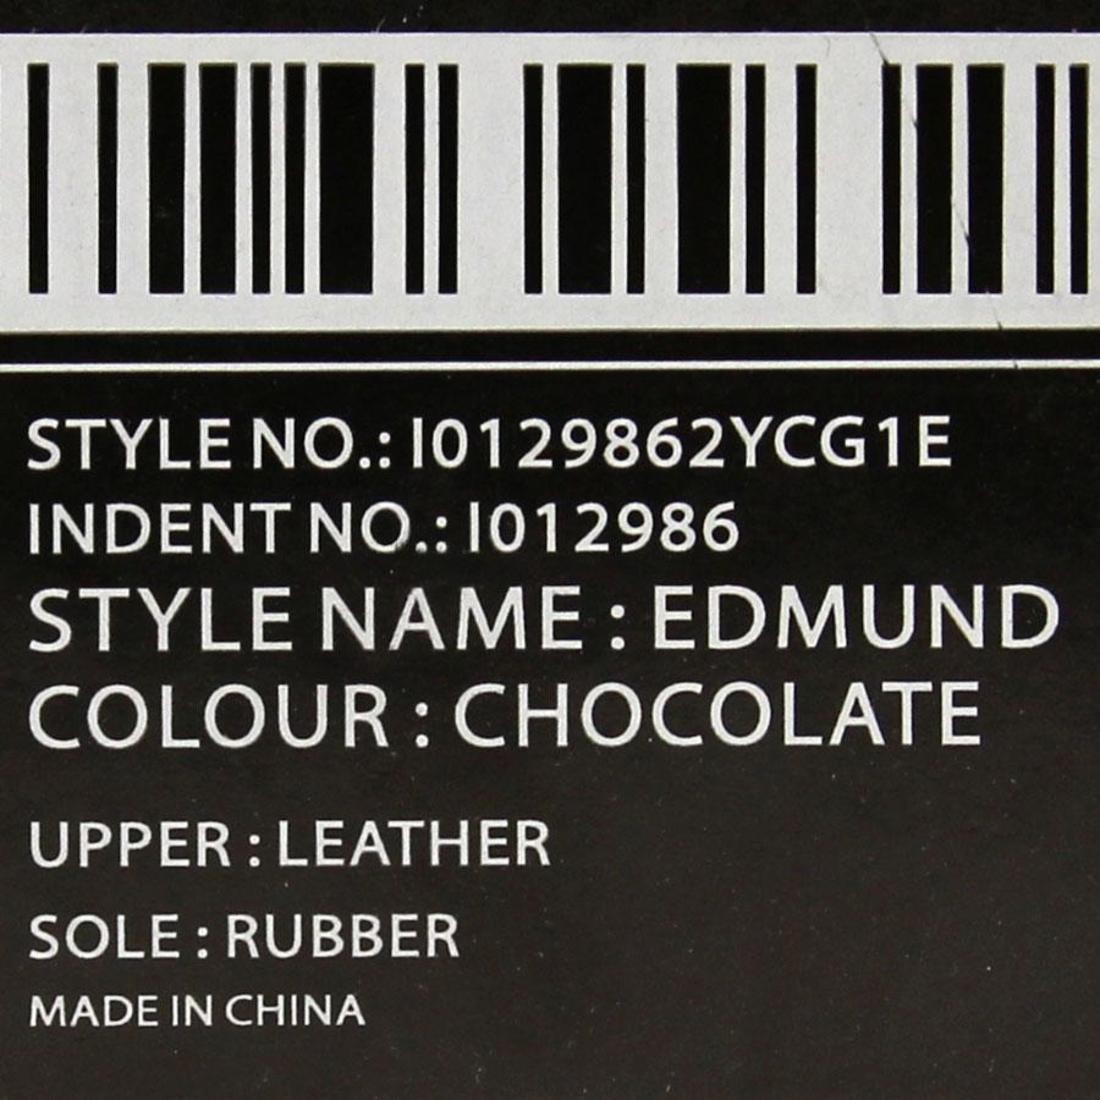 STYLE NO.: I0129862YCG1E
INDENT NO.: I012986
STYLE NAME : EDMUND
COLOUR : CHOCOLATE
UPPER : LEATHER
SOLE : RUBBER
MADE IN CHINA